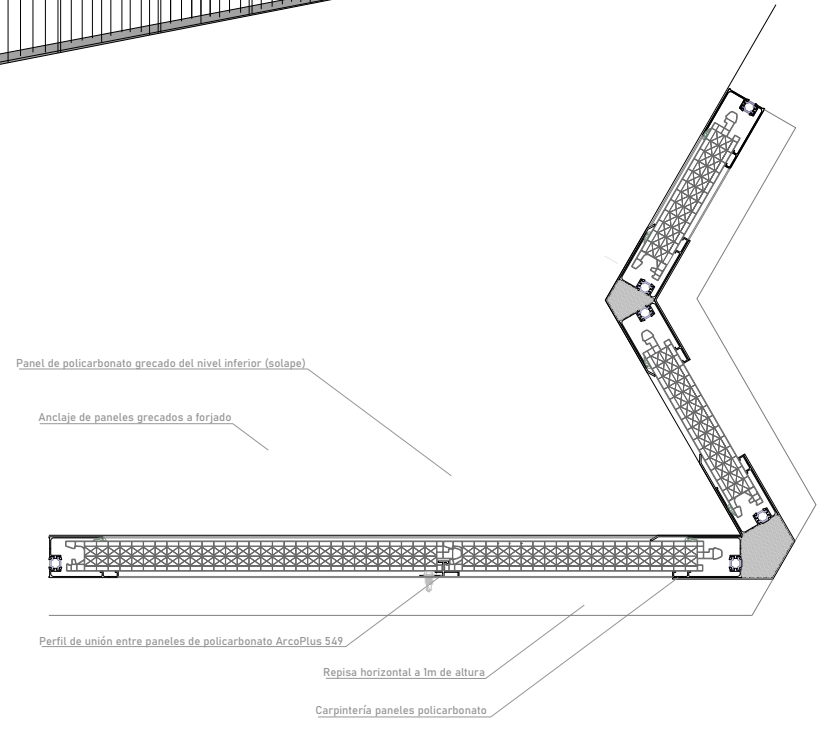 Panel de policarbonato grecado del nivel inferior (solape)
Anclaje de paneles grecados a forjado
Perfil de unión entre paneles de policarbonato ArcoPlus 549
Repisa horizontal a 1m de altura
Carpintería paneles policarbonato